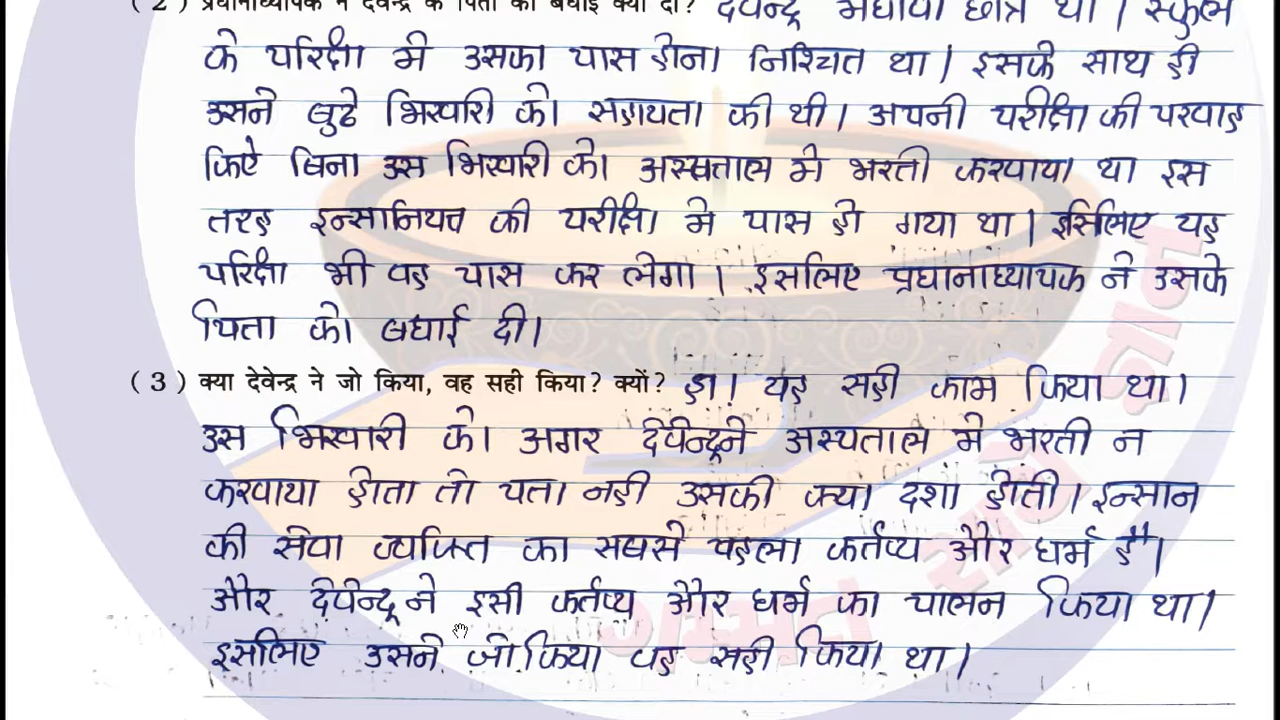 ( 2 ) प्रधानाध्यापक ने देवेन्द्र के पिता को बधाई क्यों दी? देवेन्द्र मेधावी छात्र था। स्कुल
के परिक्षा मे उसका पास होना निश्चित था। इसके साथ ही
उसने बुढे भिखारी को सहायता की थी। अपनी परीक्षा की परवाह
किऐ बिना उस भिखारी को अस्पताल मे भरती करवाया था इस
तरह इन्सानियत की परीक्षा मे पास हो गया था। इसिलिए यह
परिक्षा भी वह पास कर लेगा। इसलिए प्रधानाध्यापक ने उसके
पिता को बधाई दी।
( 3 ) क्या देवेन्द्र ने जो किया, वह सही किया? क्यों? हा! यह सही काम किया था।
उस भिखारी को अगर देवेन्द्रने अस्पताल मे भरती न
करवाया होता तो पता नही उसकी क्या दशा होती। इन्सान
की सेवा व्यक्ति का सबसे पहला कर्तव्य और धर्म है।
और देवेन्द्र ने इसी कर्तव्य और धर्म का पालन किया था।
इसलिए उसने जो किया वह सही किया था।